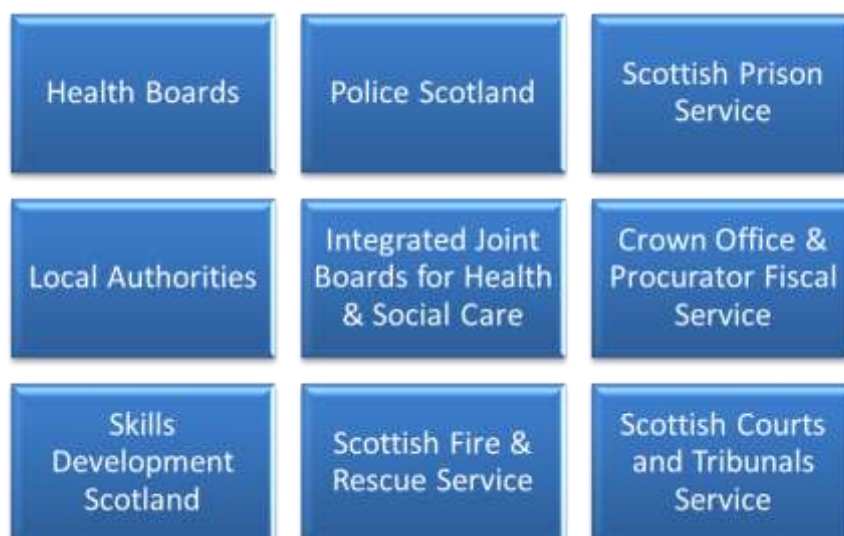 Health Boards
Police Scotland
Scottish Prison
Service
Local Authorities
Integrated Joint
Boards for Health
& Social Care
Crown Office &
Procurator Fiscal
Service
Skills
Development
Scotland
Scottish Fire &
Rescue Service
Scottish Courts
and Tribunals
Service